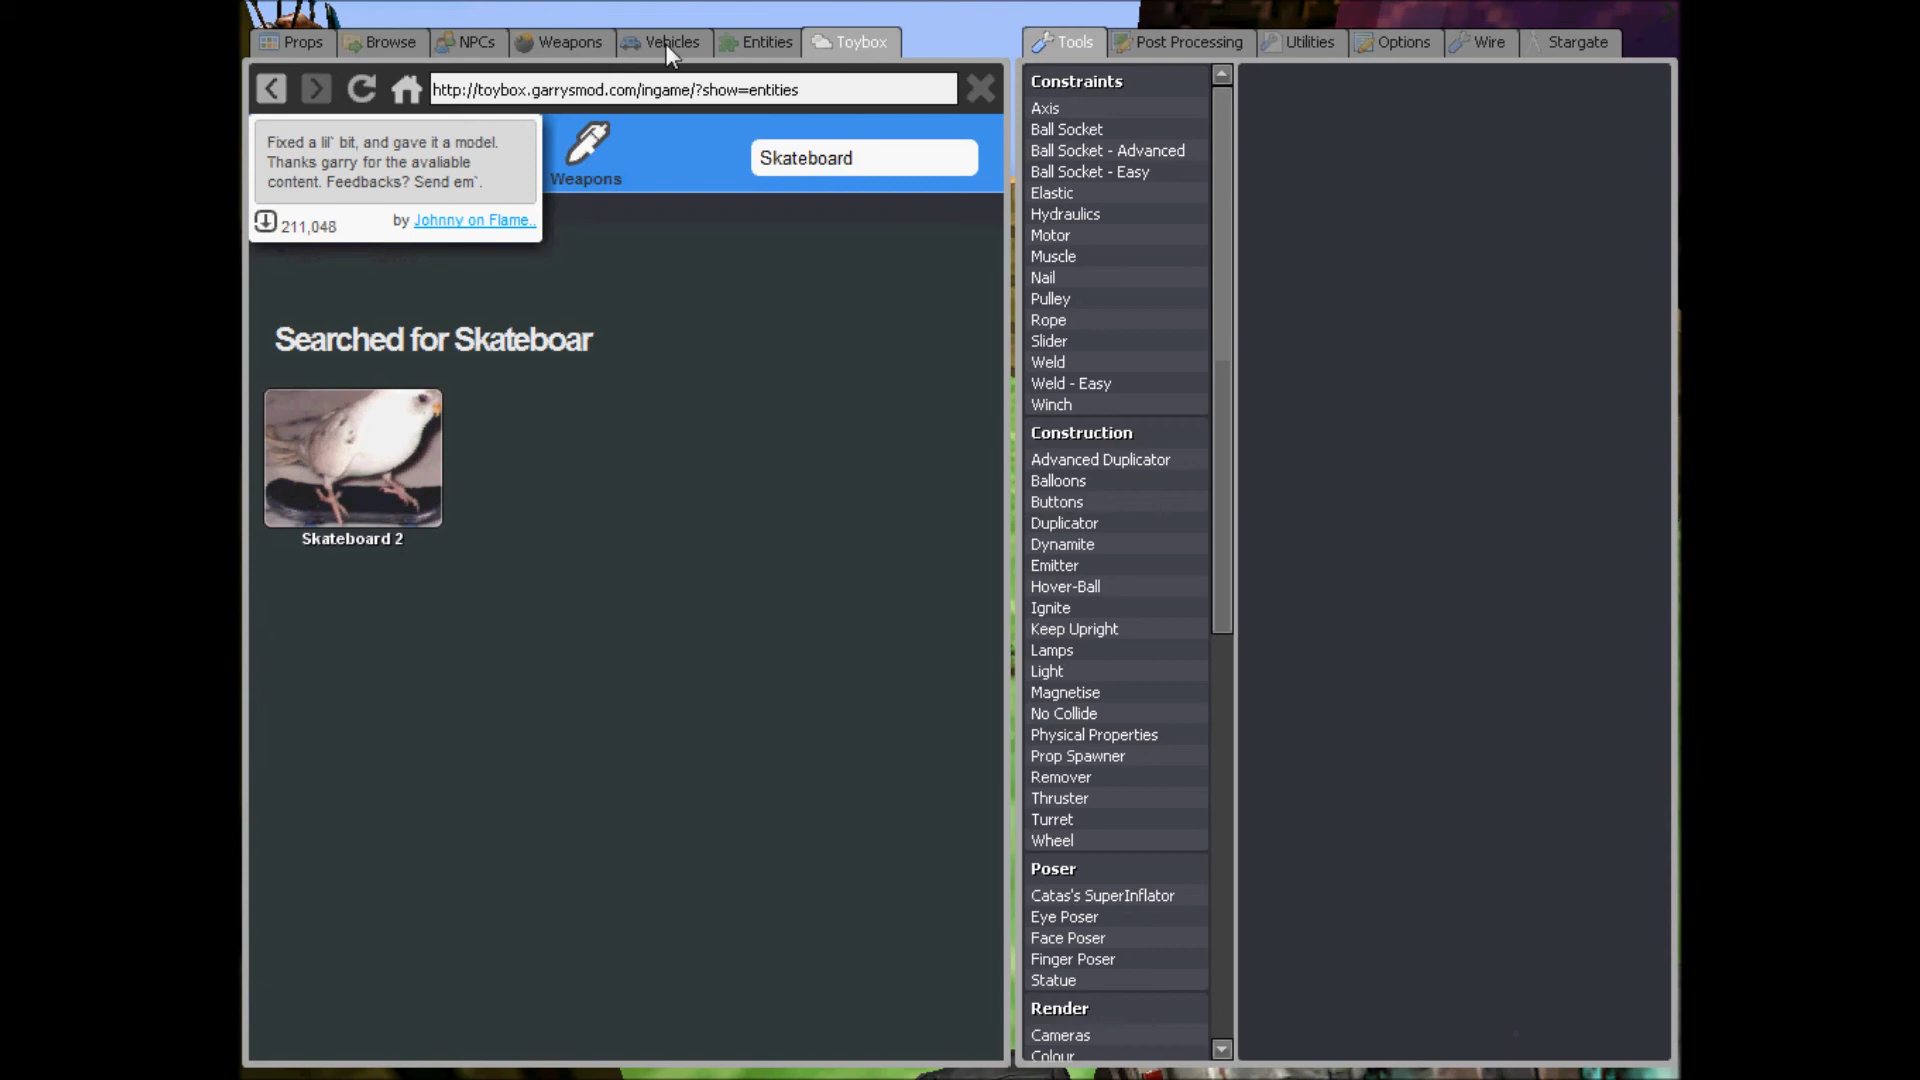 Props Browse NPCs Weapons Vehicles Entities Toybox
Tools Post Processing Utilities Options Wire Stargate
http://toybox.garrysmod.com/ingame/?show=entities
Fixed a lil` bit, and gave it a model.
Thanks garry for the avaliable
content. Feedbacks? Send em`.
211,048 by Johnny on Flame..
Weapons
Skateboard
Searched for Skateboar
Skateboard 2
Constraints
Axis
Ball Socket
Ball Socket - Advanced
Ball Socket - Easy
Elastic
Hydraulics
Motor
Muscle
Nail
Pulley
Rope
Slider
Weld
Weld - Easy
Winch
Construction
Advanced Duplicator
Balloons
Buttons
Duplicator
Dynamite
Emitter
Hover-Ball
Ignite
Keep Upright
Lamps
Light
Magnetise
No Collide
Physical Properties
Prop Spawner
Remover
Thruster
Turret
Wheel
Poser
Catas's SuperInflator
Eye Poser
Face Poser
Finger Poser
Statue
Render
Cameras
Colour